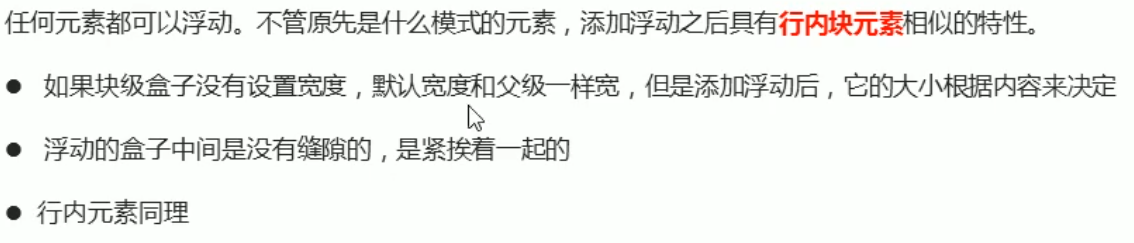 任何元素都可以浮动。不管原先是什么模式的元素，添加浮动之后具有行内块元素相似的特性。
● 如果块级盒子没有设置宽度，默认宽度和父级一样宽，但是添加浮动后，它的大小根据内容来决定
● 浮动的盒子中间是没有缝隙的，是紧挨着一起的
● 行内元素同理